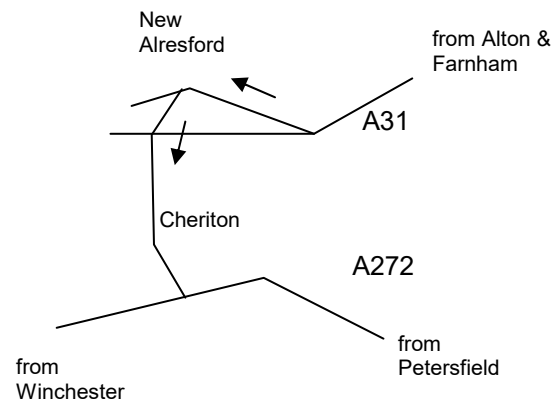 New
Alresford
from Alton &
Farnham
A31
Cheriton
A272
from
Petersfield
from
Winchester